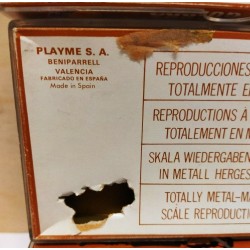 PLAYME S. A.
BENIPARRELL
VALENCIA
FABRICADO EN ESPAÑA
Made in Spain
REPRODUCCIONES
TOTALMENTE E
REPRODUCTIONS A
TOTALEMENT EN M
SKALA WIEDERGABEN
IN METALL HERGES
TOTALLY METAL-MA
SCALE REPRODUCTI